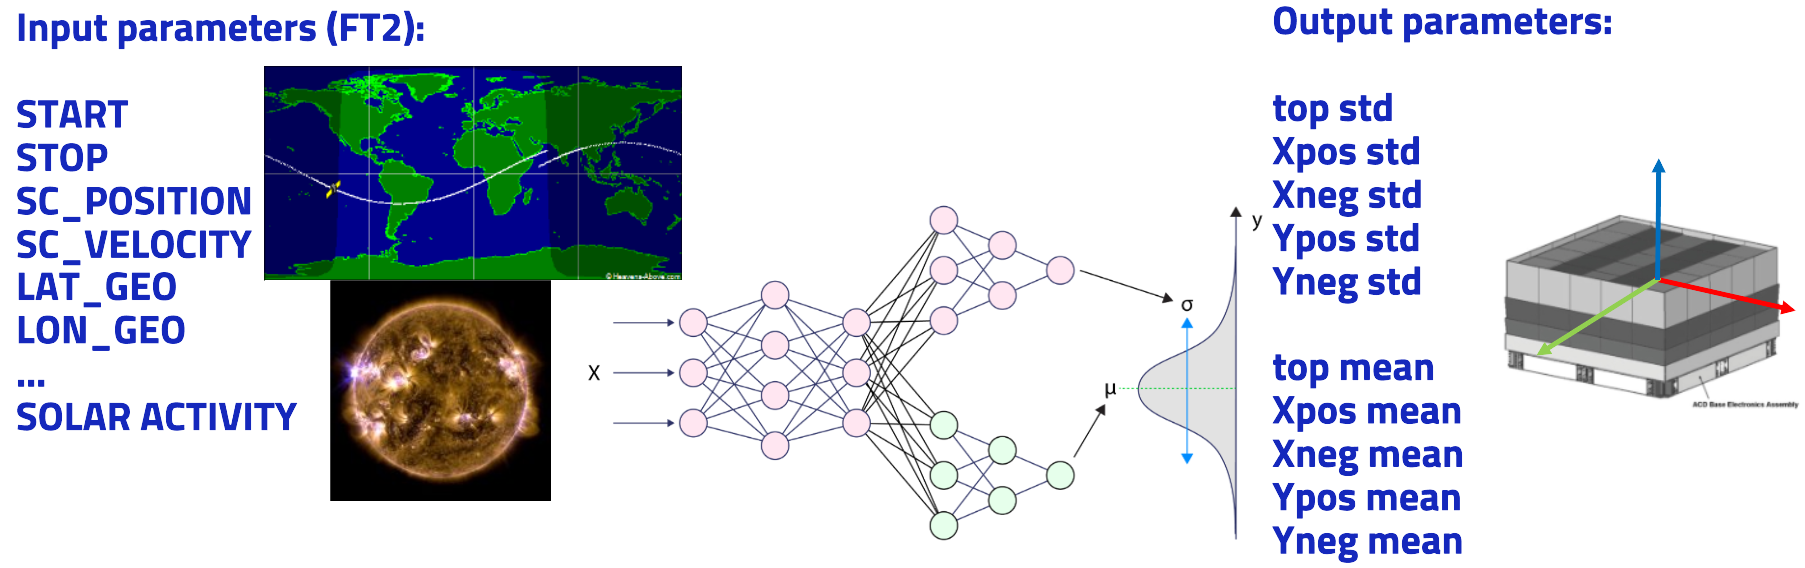 Input parameters (FT2):
START
STOP
SC_POSITION
SC_VELOCITY
LAT_GEO
LON_GEO
...
SOLAR ACTIVITY
© Heavens-Above.com
X
σ
μ
y
Output parameters:
top std
Xpos std
Xneg std
Ypos std
Yneg std
top mean
Xpos mean
Xneg mean
Ypos mean
Yneg mean
ACD Base Electronics Assembly